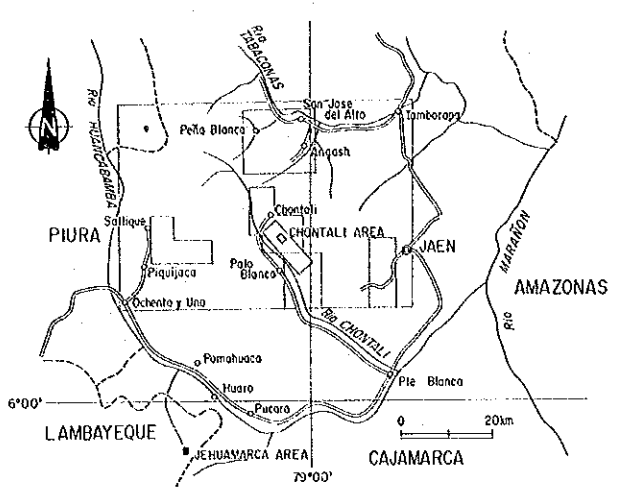 Rio
TABACONAS
San Jose
del Alto
Tamborapa
Peña Blanca
Angash
N
Rio HUANCABAMBA
Chontali
Sallique
CHONTALI AREA
PIURA
JAEN
Palo
Blanco
Piquijaca
MARAÑON
AMAZONAS
Ochenta y Uno
Rio CHONTALI
Rio
Pomahuaca
Pte Blanca
Huaro
6°00'
Pucara
0 20km
LAMBAYEQUE
JEHUAMARCA AREA
CAJAMARCA
79°00'